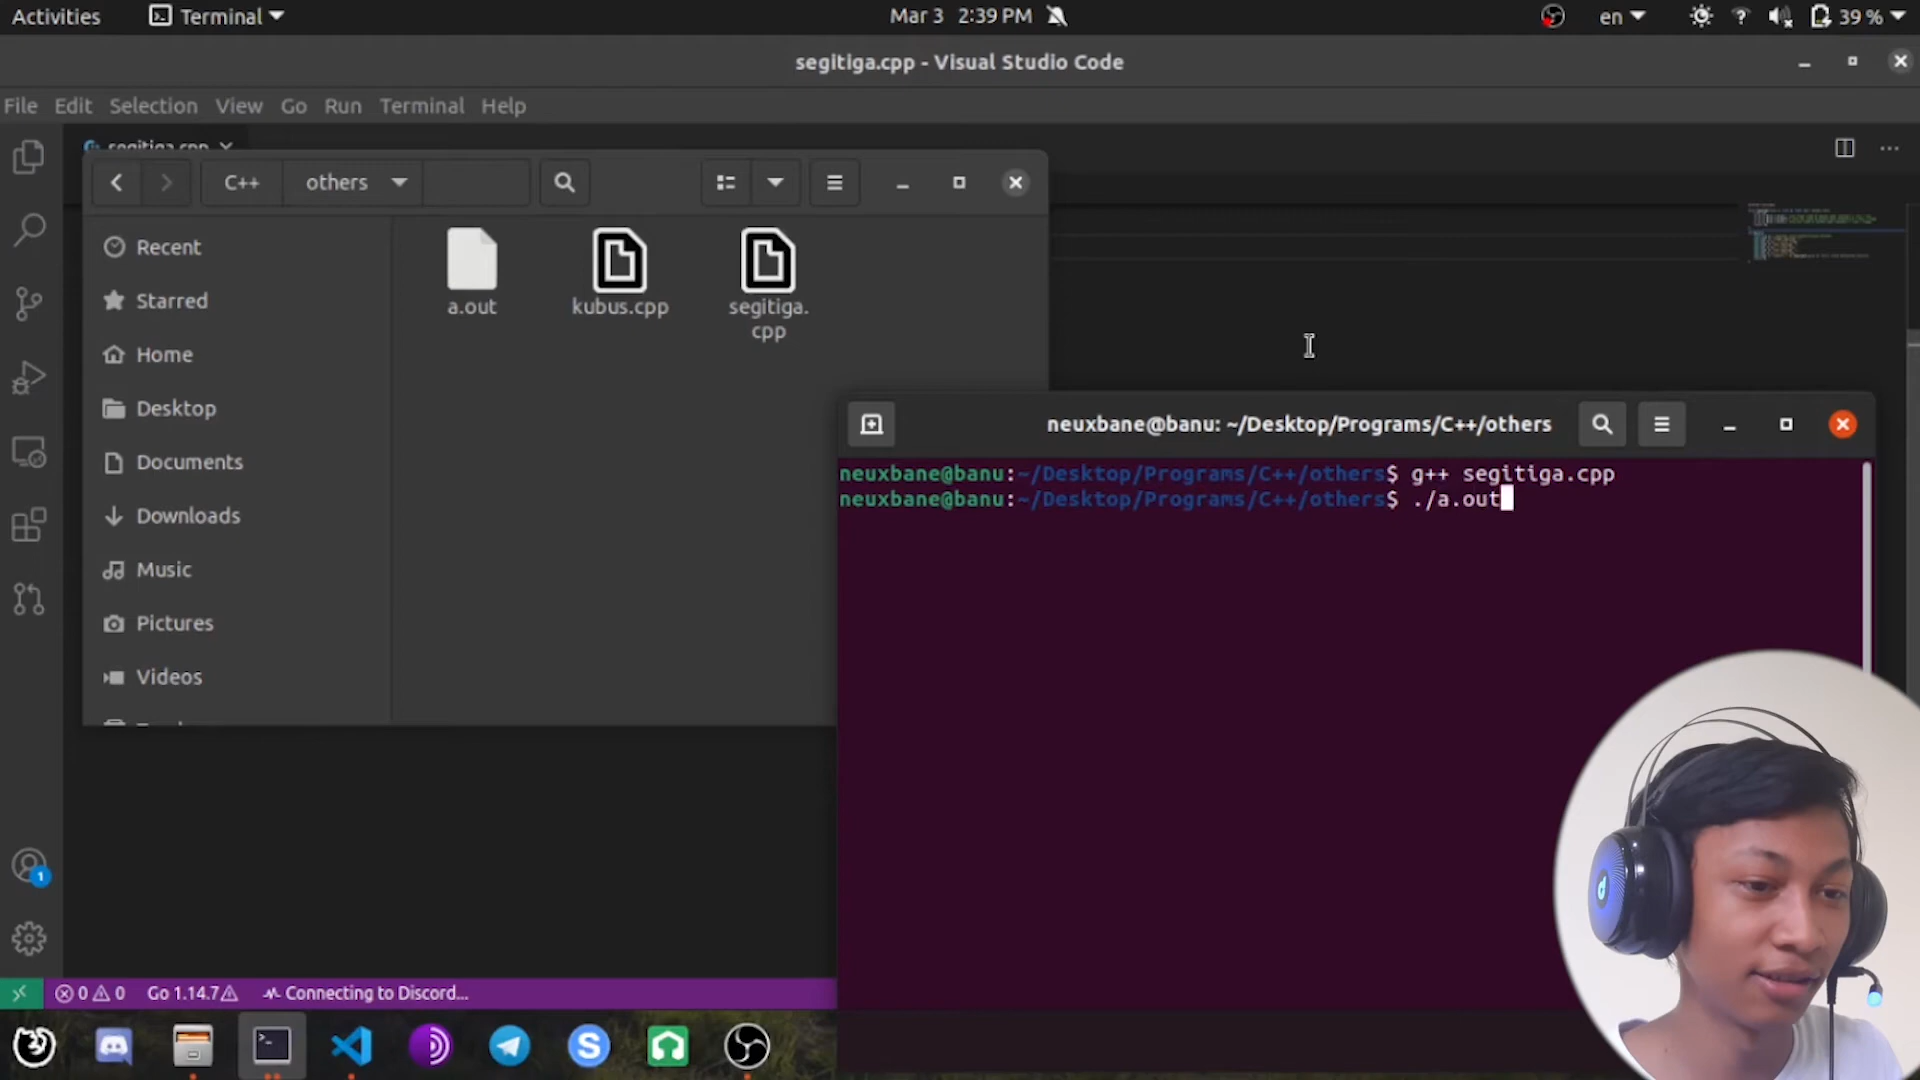 Activities
Terminal
Mar 3 2:39 PM
en
39 %
segitiga.cpp - Visual Studio Code
File Edit Selection View Go Run Terminal Help
segitiga.cpp
C++
others
Recent
Starred
Home
Desktop
Documents
Downloads
Music
Pictures
Videos
a.out
kubus.cpp
segitiga.
cpp
neuxbane@banu: ~/Desktop/Programs/C++/others
neuxbane@banu:~/Desktop/Programs/C++/others$ g++ segitiga.cpp
neuxbane@banu:~/Desktop/Programs/C++/others$ ./a.out
1
0 0 Go 1.14.7 Connecting to Discord...